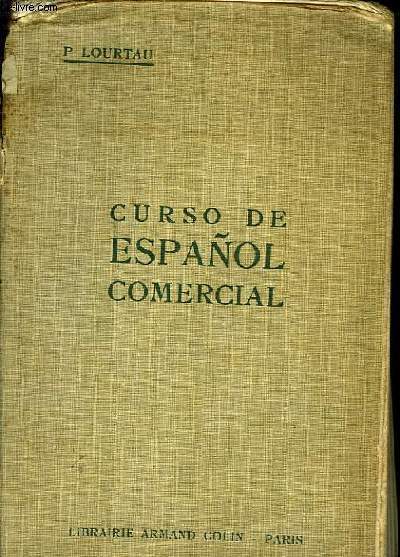 P. LOURTAU
CURSO DE
ESPAÑOL
COMERCIAL
LIBRAIRIE ARMAND COLIN - PARIS